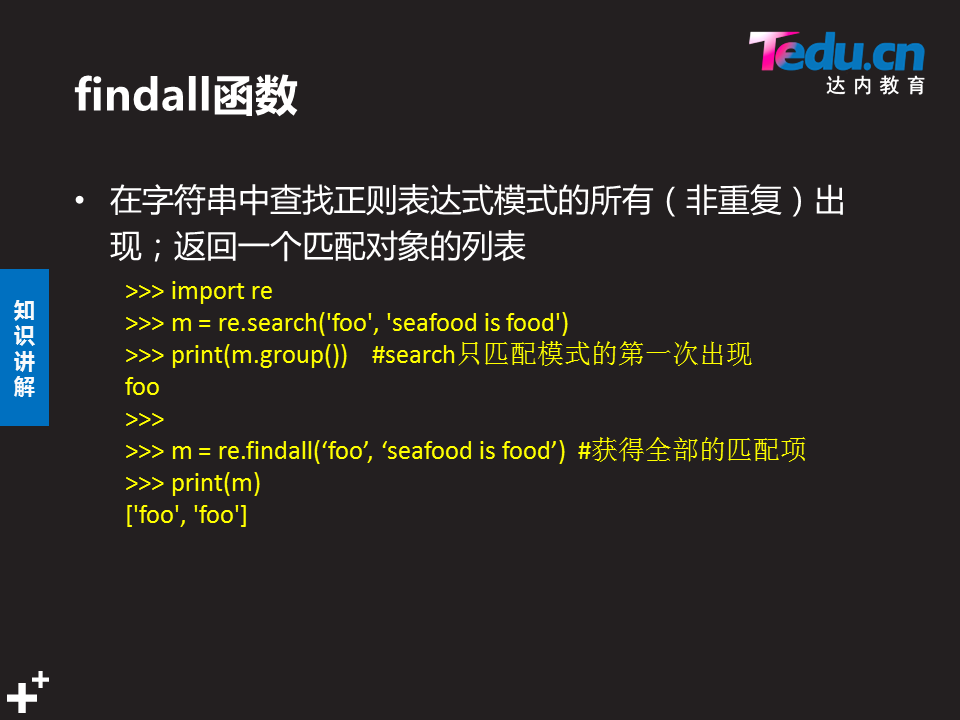 Tedu.cn
达内教育
findall函数
• 在字符串中查找正则表达式模式的所有（非重复）出
现；返回一个匹配对象的列表
>>> import re
>>> m = re.search('foo', 'seafood is food')
>>> print(m.group())    #search只匹配模式的第一次出现
foo
>>>
>>> m = re.findall(‘foo’, ‘seafood is food’)  #获得全部的匹配项
>>> print(m)
['foo', 'foo']
知
识
讲
解